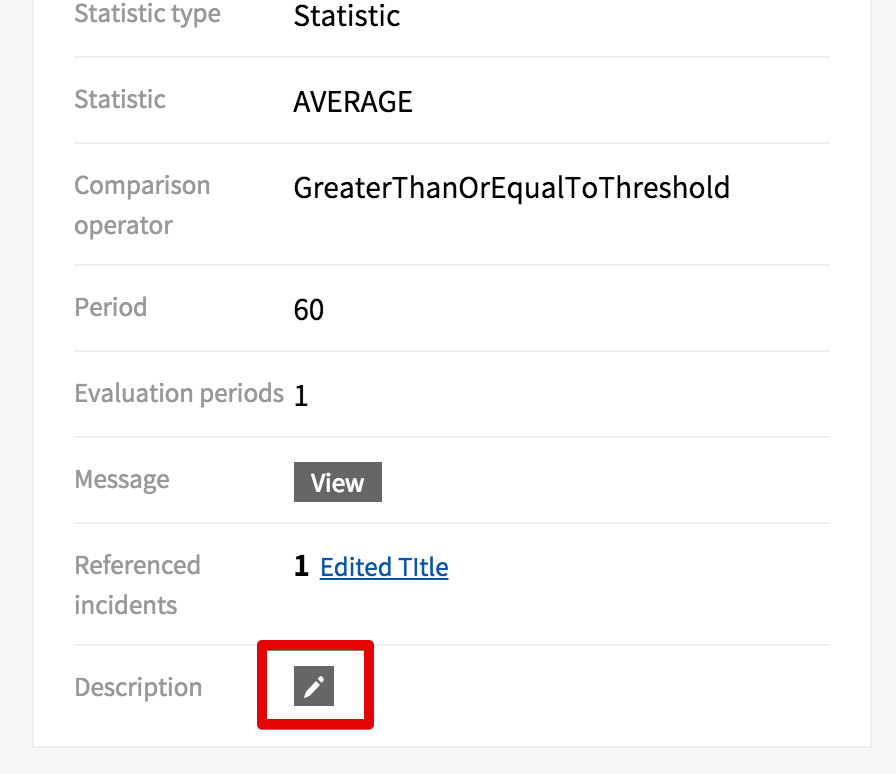 Statistic type Statistic
Statistic AVERAGE
Comparison GreaterThanOrEqualToThreshold
operator
Period 60
Evaluation periods 1
Message View
Referenced 1 Edited TItle
incidents
Description